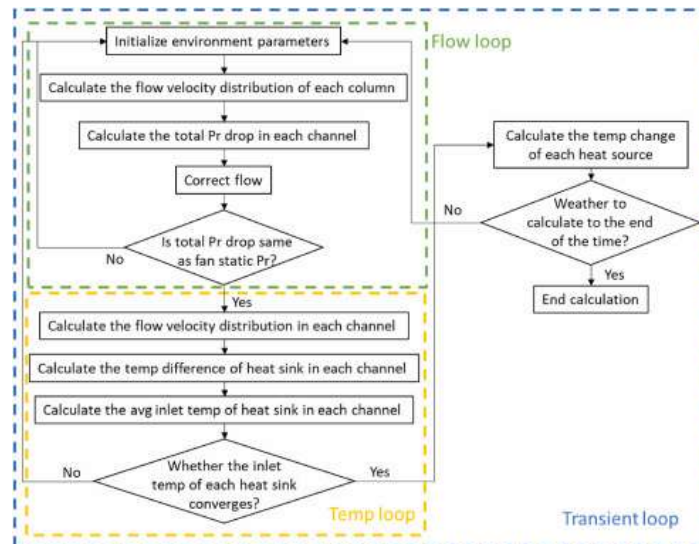 Initialize environment parameters
Flow loop
Calculate the flow velocity distribution of each column
Calculate the total Pr drop in each channel
Correct flow
Is total Pr drop same
as fan static Pr?
No
Yes
Calculate the flow velocity distribution in each channel
Calculate the temp difference of heat sink in each channel
Calculate the avg inlet temp of heat sink in each channel
Whether the inlet
temp of each heat sink
converges?
No
Yes
Temp loop
Calculate the temp change
of each heat source
Weather to
calculate to the end
of the time?
No
Yes
End calculation
Transient loop